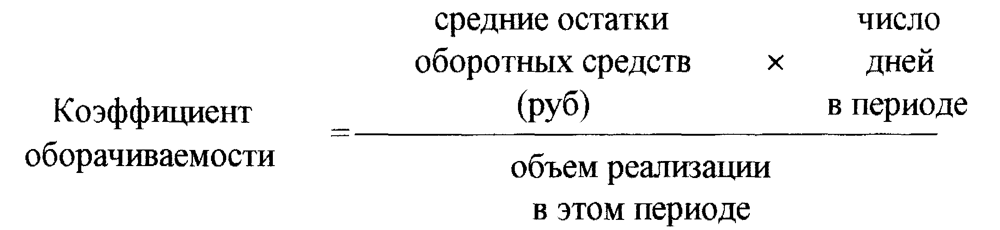 средние остатки число
оборотных средств × дней
(руб) в периоде
Коэффициент
оборачиваемости =
объем реализации
в этом периоде